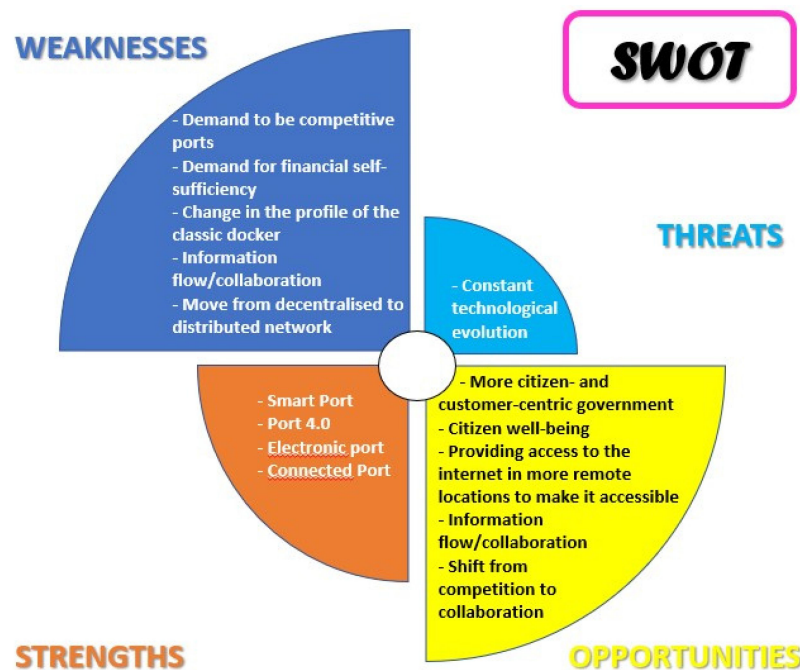 WEAKNESSES
SWOT
- Demand to be competitive
ports
- Demand for financial self-
sufficiency
- Change in the profile of the
classic docker
- Information
flow/collaboration
- Move from decentralised to
distributed network
THREATS
- Constant
technological
evolution
- Smart Port
- Port 4.0
- Electronic port
- Connected Port
- More citizen- and
customer-centric government
- Citizen well-being
- Providing access to the
internet in more remote
locations to make it accessible
- Information
flow/collaboration
- Shift from
competition to
collaboration
STRENGTHS
OPPORTUNITIES